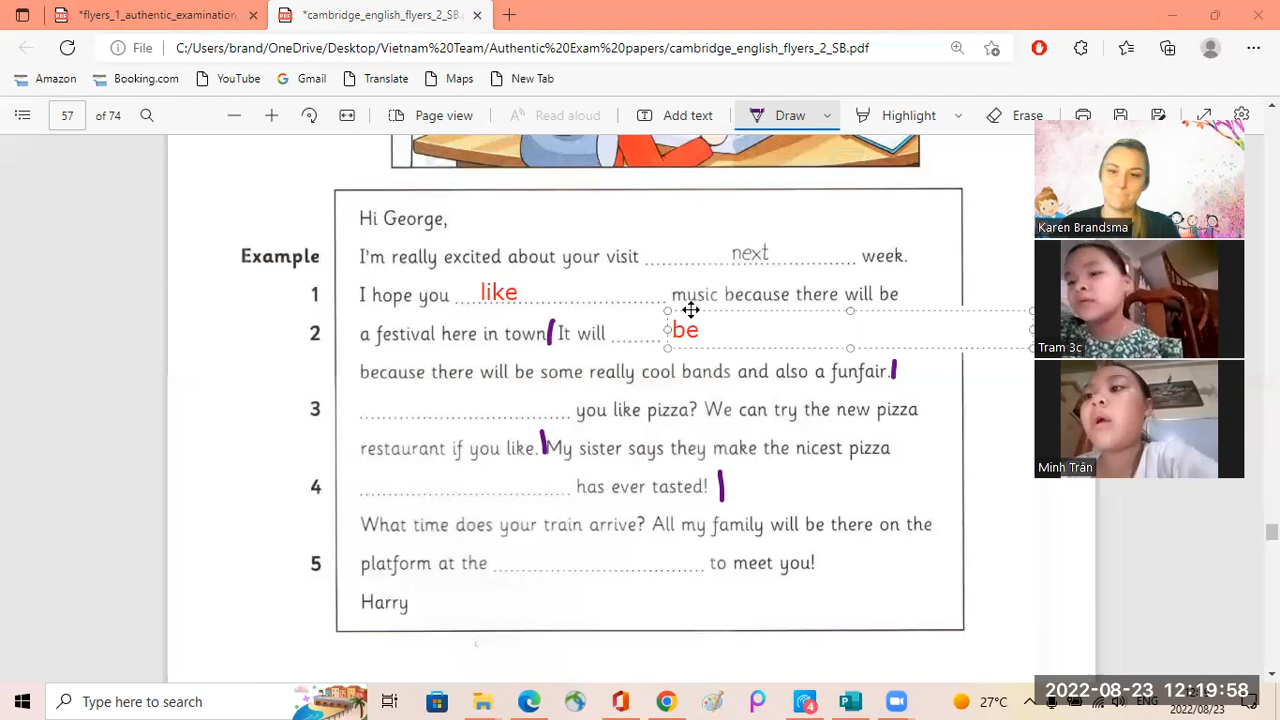 *flyers_1_authentic_examination
*cambridge_english_flyers_2_SB.p
File C:/Users/brand/OneDrive/Desktop/Vietnam%20Team/Authentic%20Exam%20papers/cambridge_english_flyers_2_SB.pdf
Amazon Booking.com YouTube Gmail Translate Maps New Tab
57 of 74 Page view Read aloud Add text Draw Highlight Erase
Hi George,
Example I'm really excited about your visit next week.
1 I hope you like music because there will be
2 a festival here in town. It will be
because there will be some really cool bands and also a funfair.
3 you like pizza? We can try the new pizza
restaurant if you like. My sister says they make the nicest pizza
4 has ever tasted!
What time does your train arrive? All my family will be there on the
5 platform at the to meet you!
Harry
Karen Brandsma
Tram 3c
Minh Trân
Type here to search
4
27°C
ENG
2022-08-23 12:19:58
2022/08/23